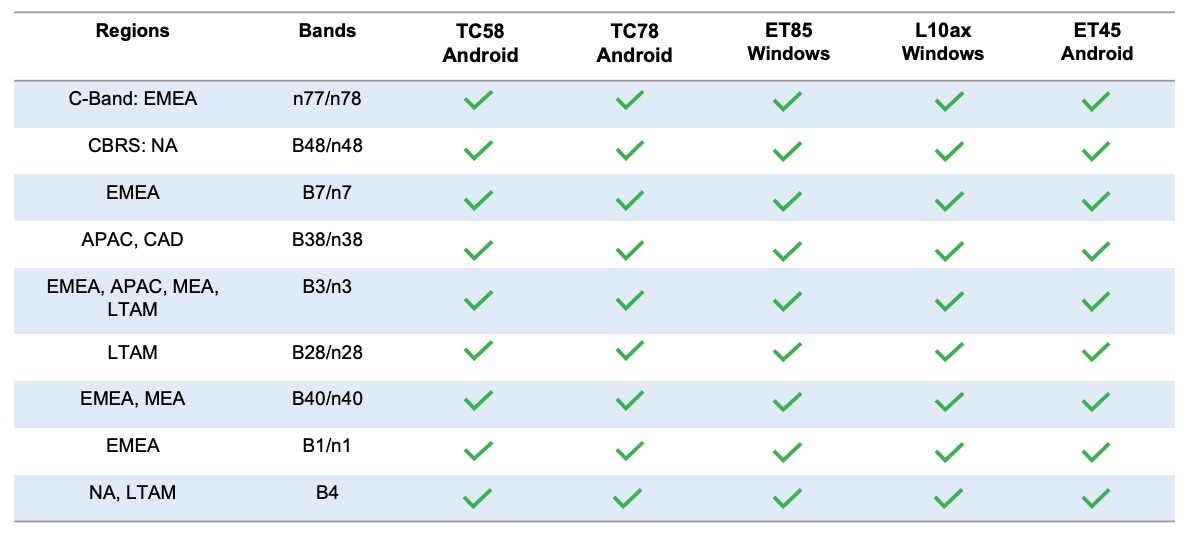 Regions Bands TC58 TC78 ET85 L10ax ET45
Android Android Windows Windows Android
C-Band: EMEA n77/n78
CBRS: NA B48/n48
EMEA B7/n7
APAC, CAD B38/n38
EMEA, APAC, MEA, B3/n3
LTAM
LTAM B28/n28
EMEA, MEA B40/n40
EMEA B1/n1
NA, LTAM B4